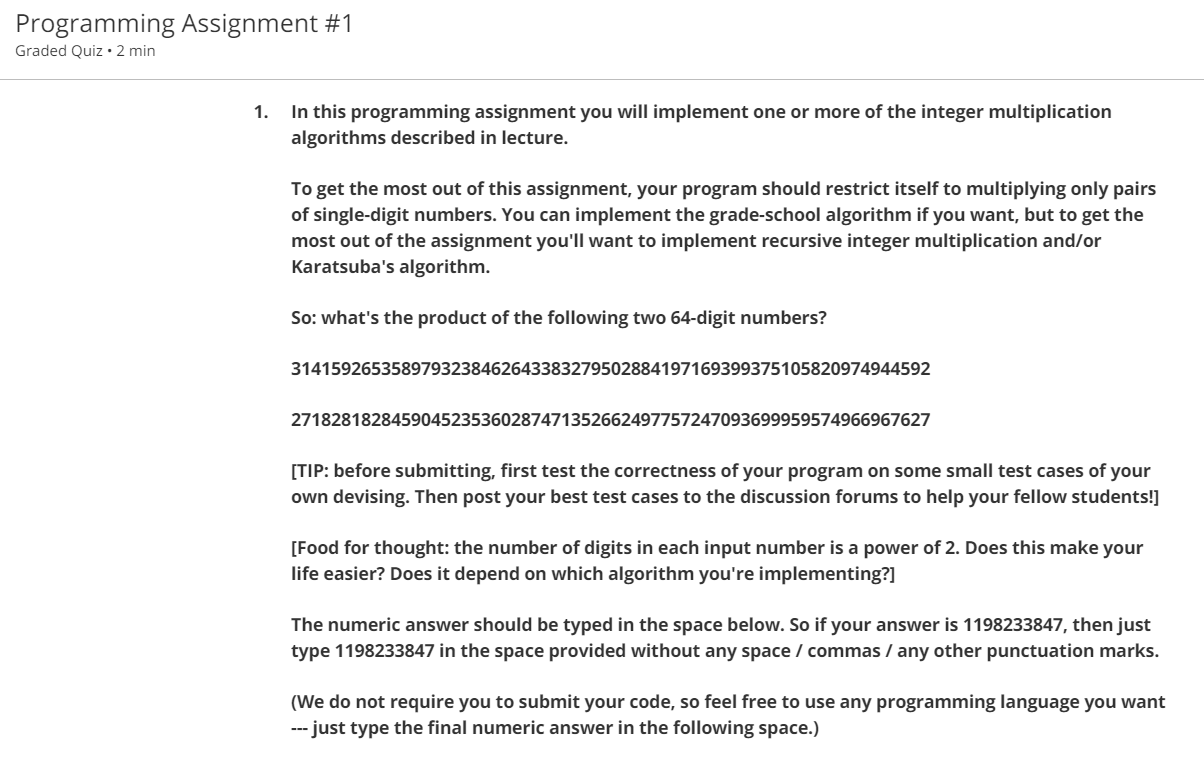 Programming Assignment #1
Graded Quiz • 2 min
1. In this programming assignment you will implement one or more of the integer multiplication
algorithms described in lecture.
To get the most out of this assignment, your program should restrict itself to multiplying only pairs
of single-digit numbers. You can implement the grade-school algorithm if you want, but to get the
most out of the assignment you'll want to implement recursive integer multiplication and/or
Karatsuba's algorithm.
So: what's the product of the following two 64-digit numbers?
3141592653589793238462643383279502884197169399375105820974944592
2718281828459045235360287471352662497757247093699959574966967627
[TIP: before submitting, first test the correctness of your program on some small test cases of your
own devising. Then post your best test cases to the discussion forums to help your fellow students!]
[Food for thought: the number of digits in each input number is a power of 2. Does this make your
life easier? Does it depend on which algorithm you're implementing?]
The numeric answer should be typed in the space below. So if your answer is 1198233847, then just
type 1198233847 in the space provided without any space / commas / any other punctuation marks.
(We do not require you to submit your code, so feel free to use any programming language you want
--- just type the final numeric answer in the following space.)